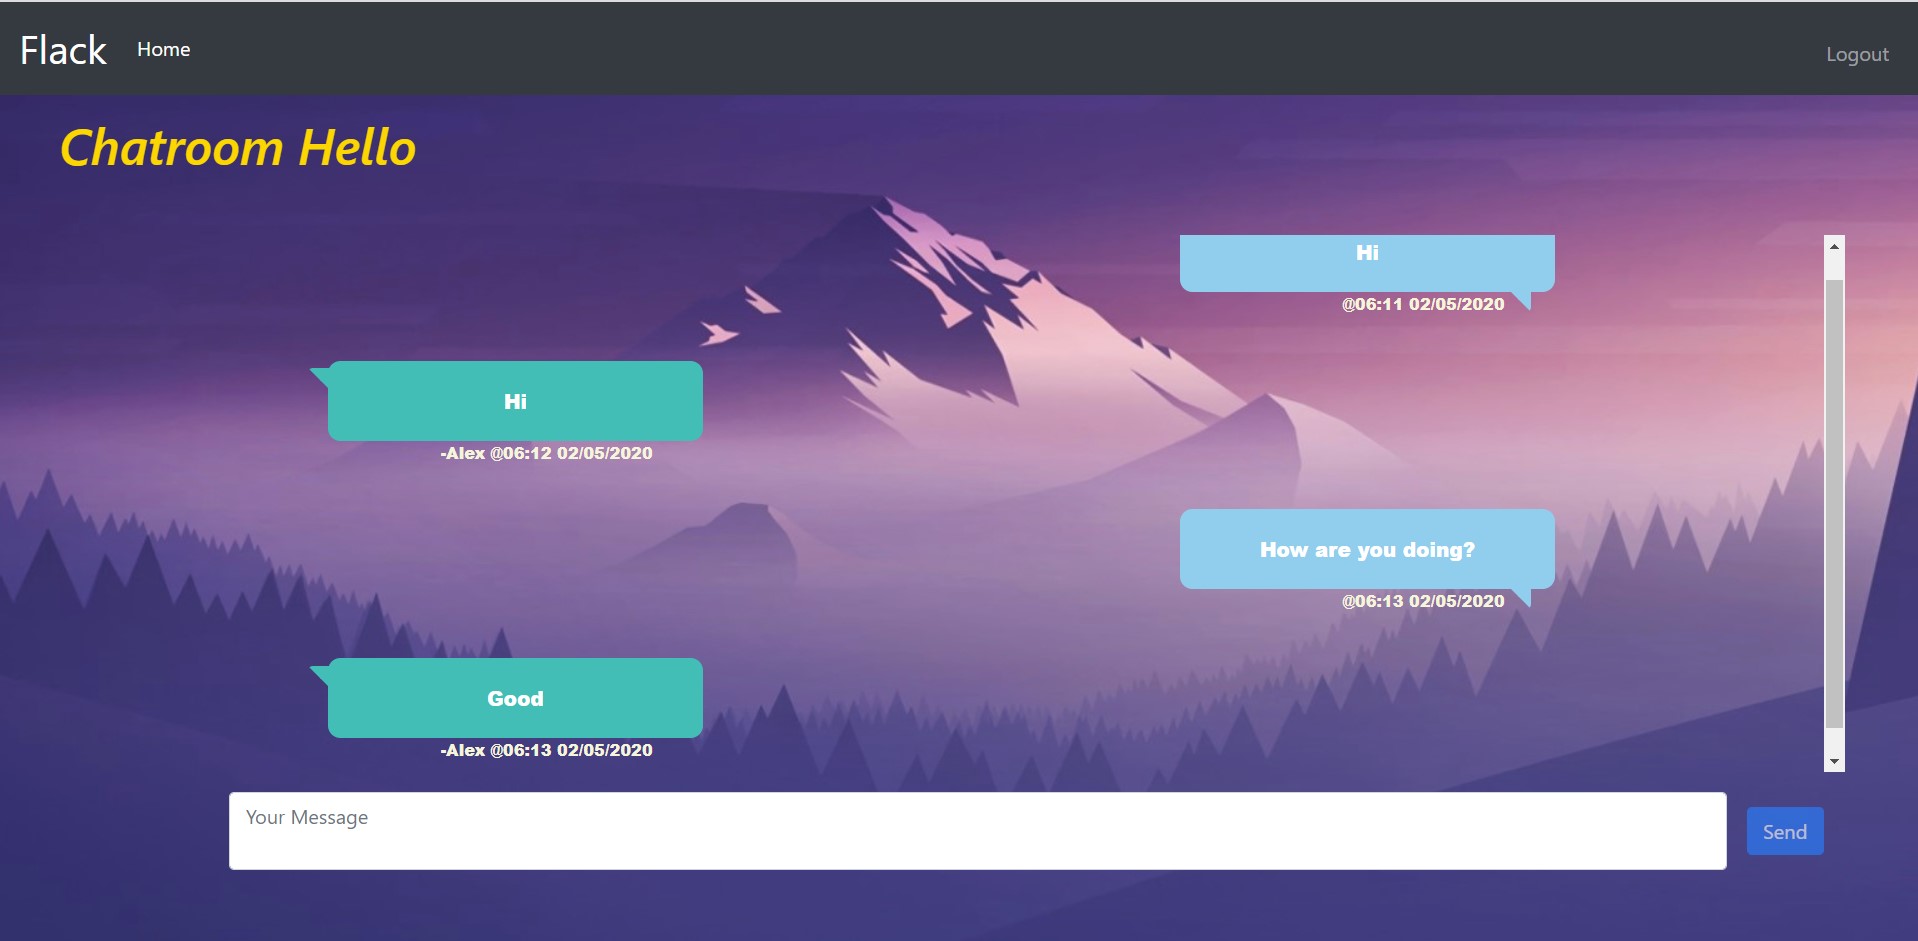 Flack
Home
Logout
Chatroom Hello
Hi
@06:11 02/05/2020
Hi
-Alex @06:12 02/05/2020
How are you doing?
@06:13 02/05/2020
Good
-Alex @06:13 02/05/2020
Your Message
Send